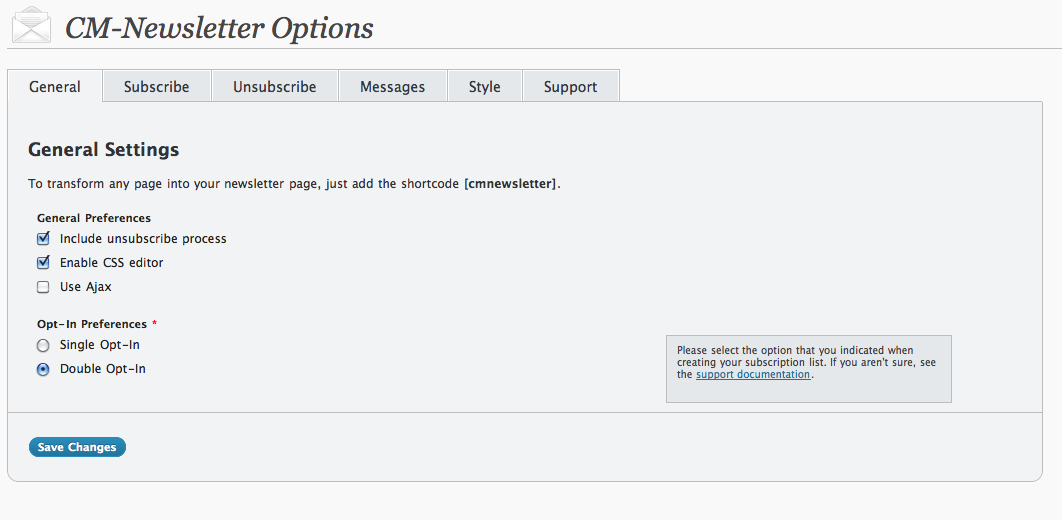 CM-Newsletter Options
General
Subscribe
Unsubscribe
Messages
Style
Support
General Settings
To transform any page into your newsletter page, just add the shortcode [cmnewsletter].
General Preferences
Include unsubscribe process
Enable CSS editor
Use Ajax
Opt-In Preferences *
Single Opt-In
Double Opt-In
Please select the option that you indicated when
creating your subscription list. If you aren't sure, see
the support documentation.
Save Changes